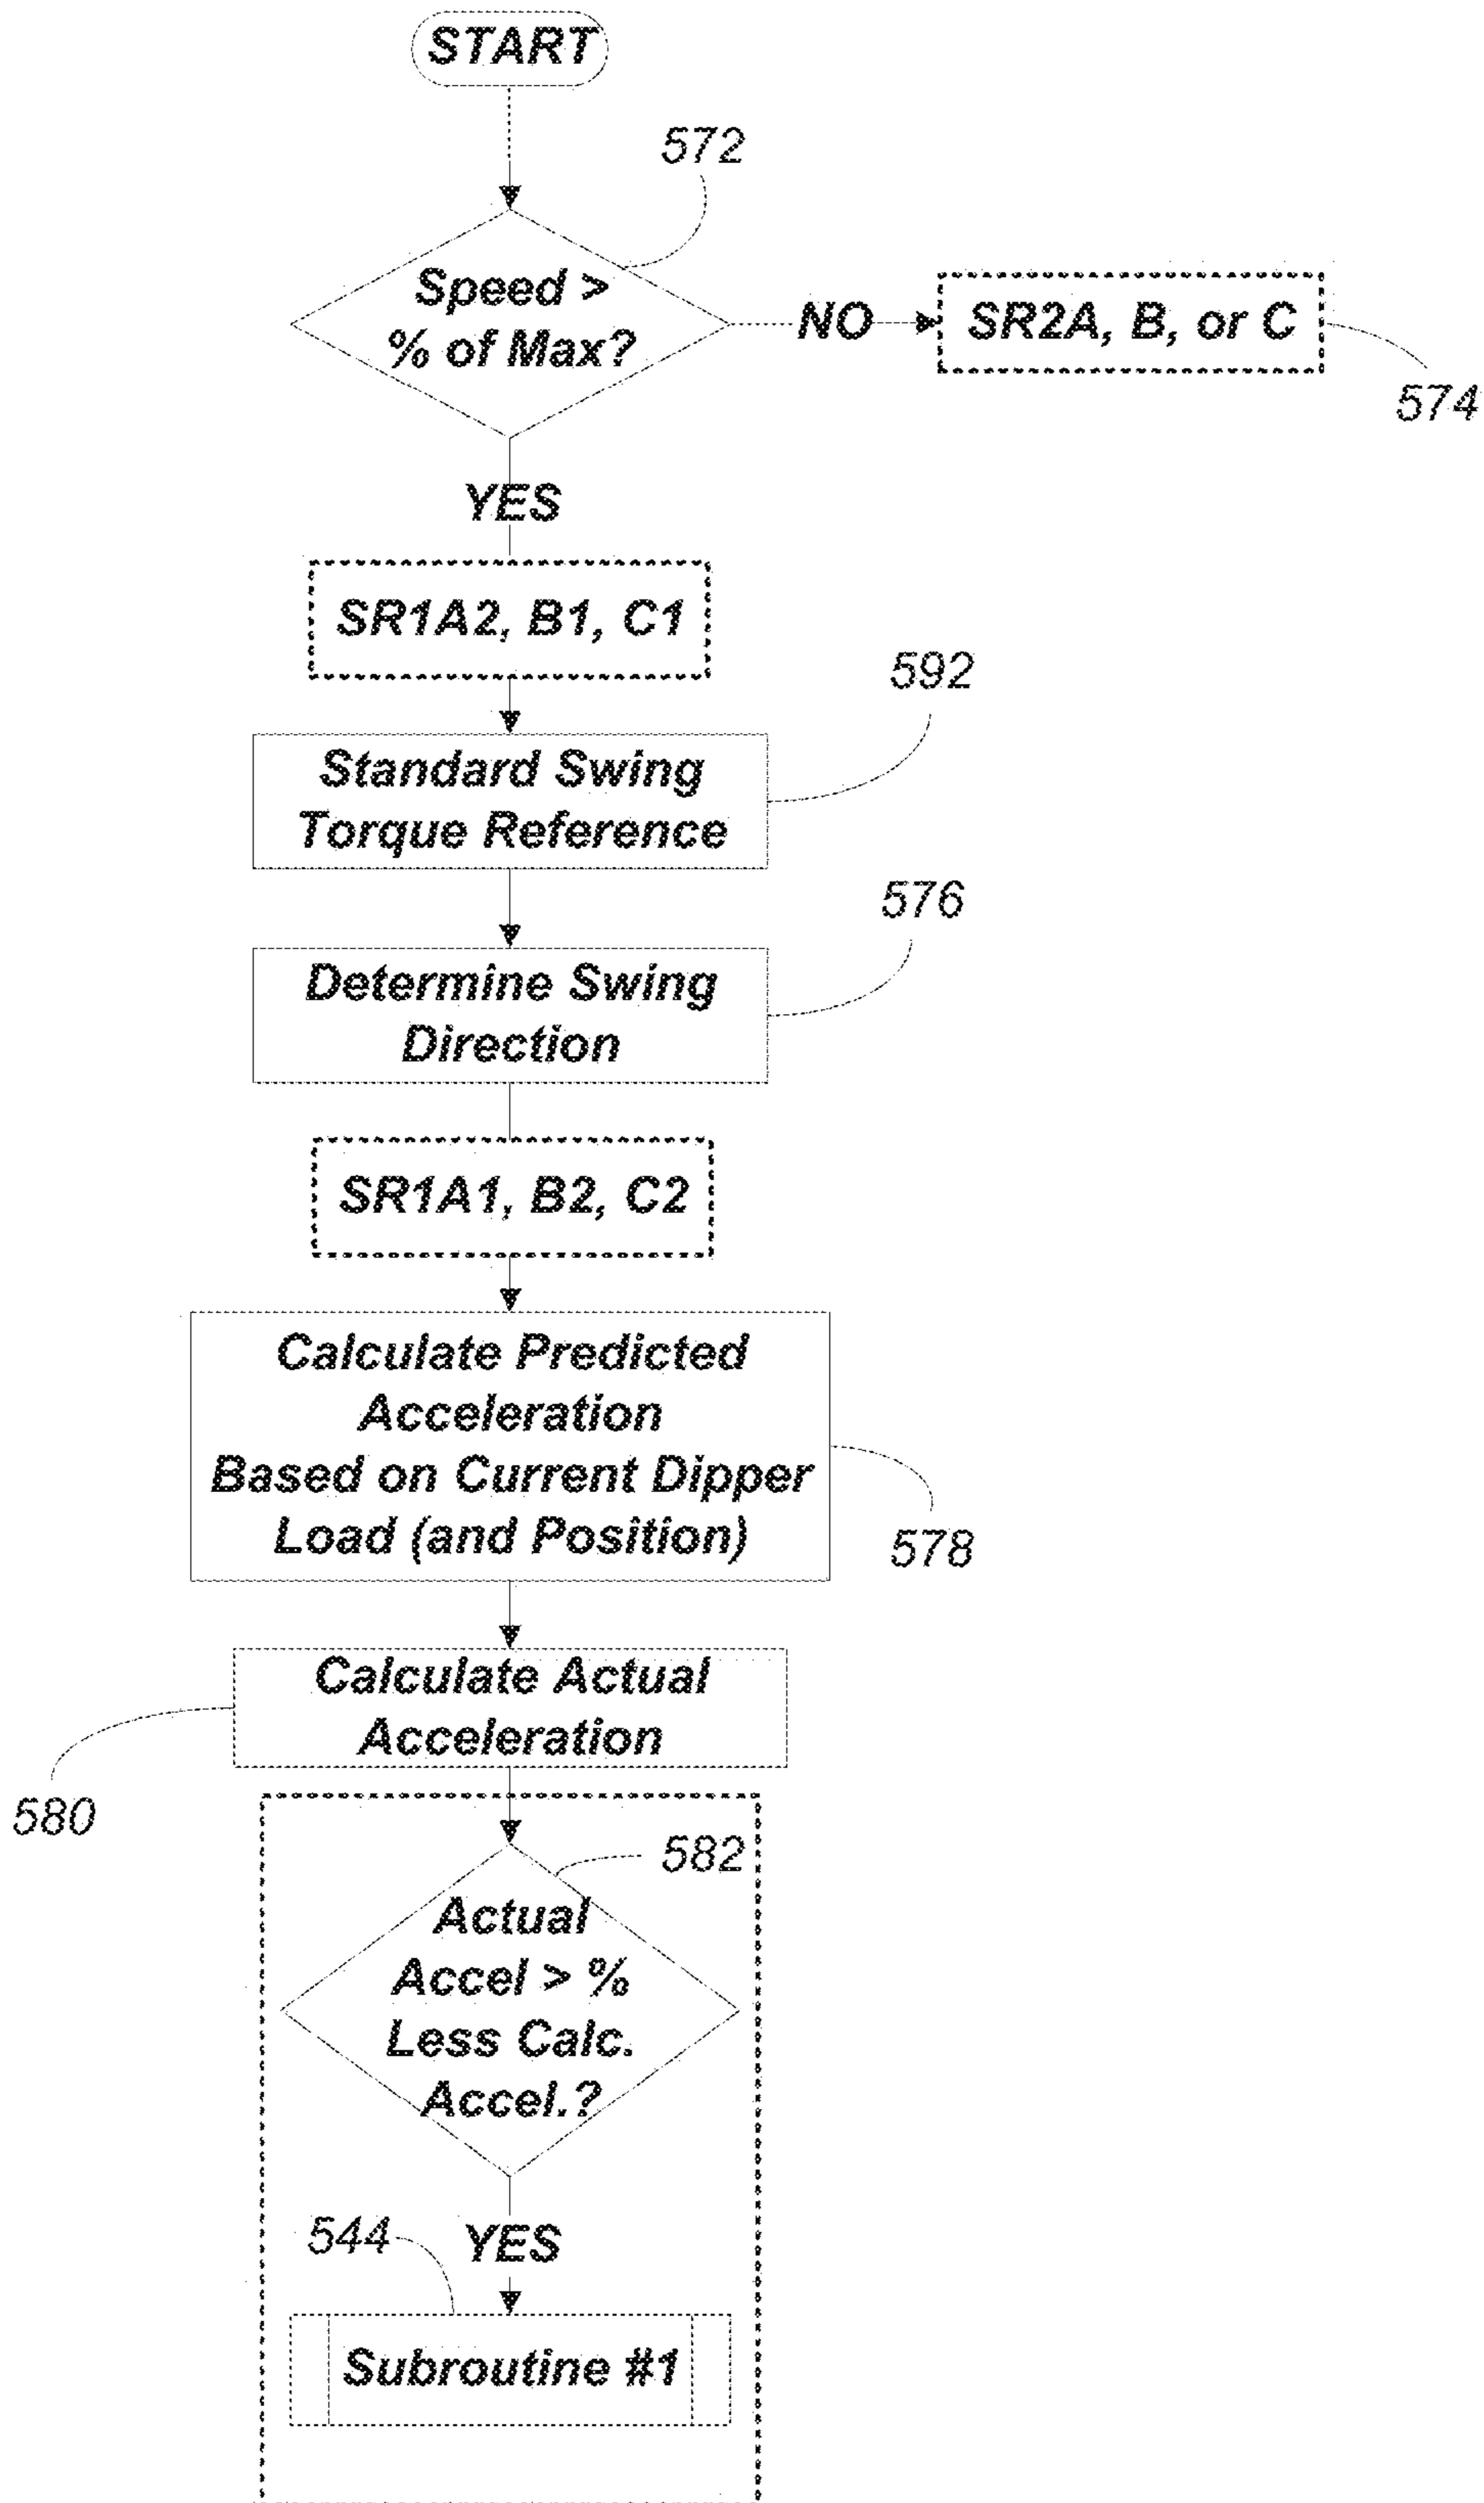 START
572
Speed >
% of Max?
NO
SR2A, B, or C
574
YES
SR1A2, B1, C1
592
Standard Swing
Torque Reference
576
Determine Swing
Direction
SR1A1, B2, C2
Calculate Predicted
Acceleration
Based on Current Dipper
Load (and Position)
578
Calculate Actual
Acceleration
580
582
Actual
Accel > %
Less Calc.
Accel.?
544
YES
Subroutine #1